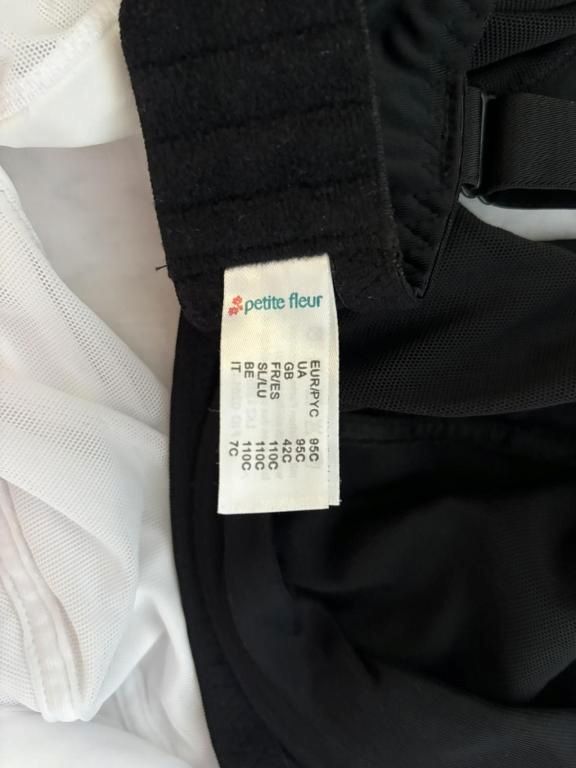 petite fleur
EUR/PYC 95C
UA 95C
GB 42C
FR/ES 110C
SL/LU 110C
BE 110C
IT 7C